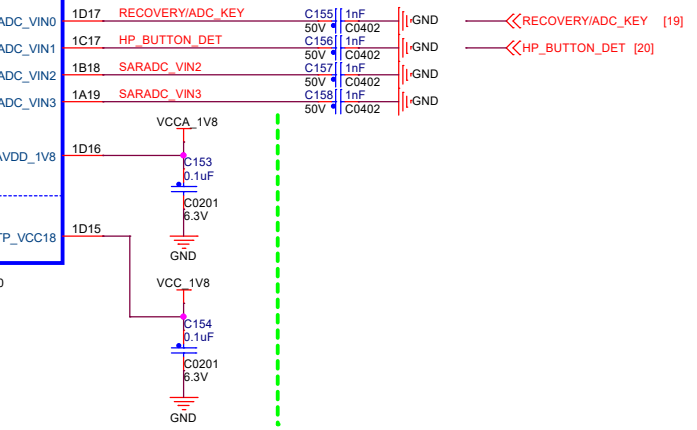 ADC_VIN0 1D17 RECOVERY/ADC_KEY C155 1nF GND RECOVERY/ADC_KEY [19]
50V C0402
ADC_VIN1 1C17 HP_BUTTON_DET C156 1nF GND HP_BUTTON_DET [20]
50V C0402
ADC_VIN2 1B18 SARADC_VIN2 C157 1nF GND
50V C0402
ADC_VIN3 1A19 SARADC_VIN3 C158 1nF GND
50V C0402
VCCA_1V8
AVDD_1V8 1D16
C153
0.1uF
C0201
6.3V
TP_VCC18 1D15
GND
VCC_1V8
C154
0.1uF
C0201
6.3V
GND